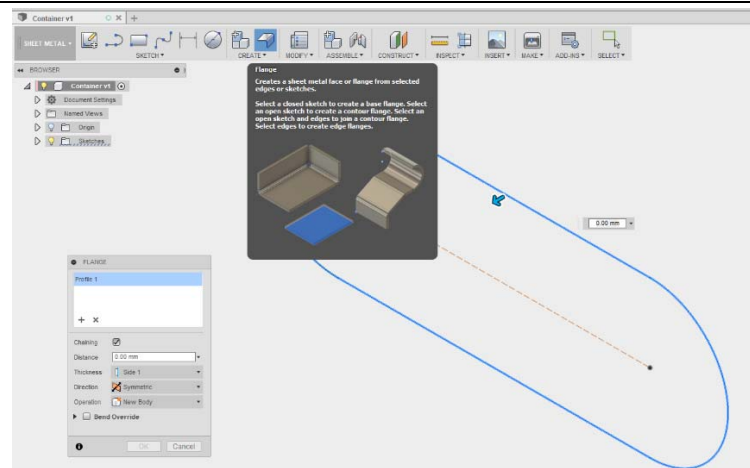 Container v1
SHEET METAL
SKETCH
CREATE
MODIFY
ASSEMBLE
CONSTRUCT
INSPECT
INSERT
MAKE
ADD-INS
SELECT
BROWSER
Container v1
Document Settings
Named Views
Origin
Sketches
Flange
Creates a sheet metal face or flange from selected
edges or sketches.
Select a closed sketch to create a base flange. Select
an open sketch to create a contour flange. Select an
open sketch and edges to join a contour flange.
Select edges to create edge flanges.
0.00 mm
FLANGE
Profile 1
Chaining
Distance 0.00 mm
Thickness Side 1
Direction Symmetric
Operation New Body
Bend Override
OK Cancel